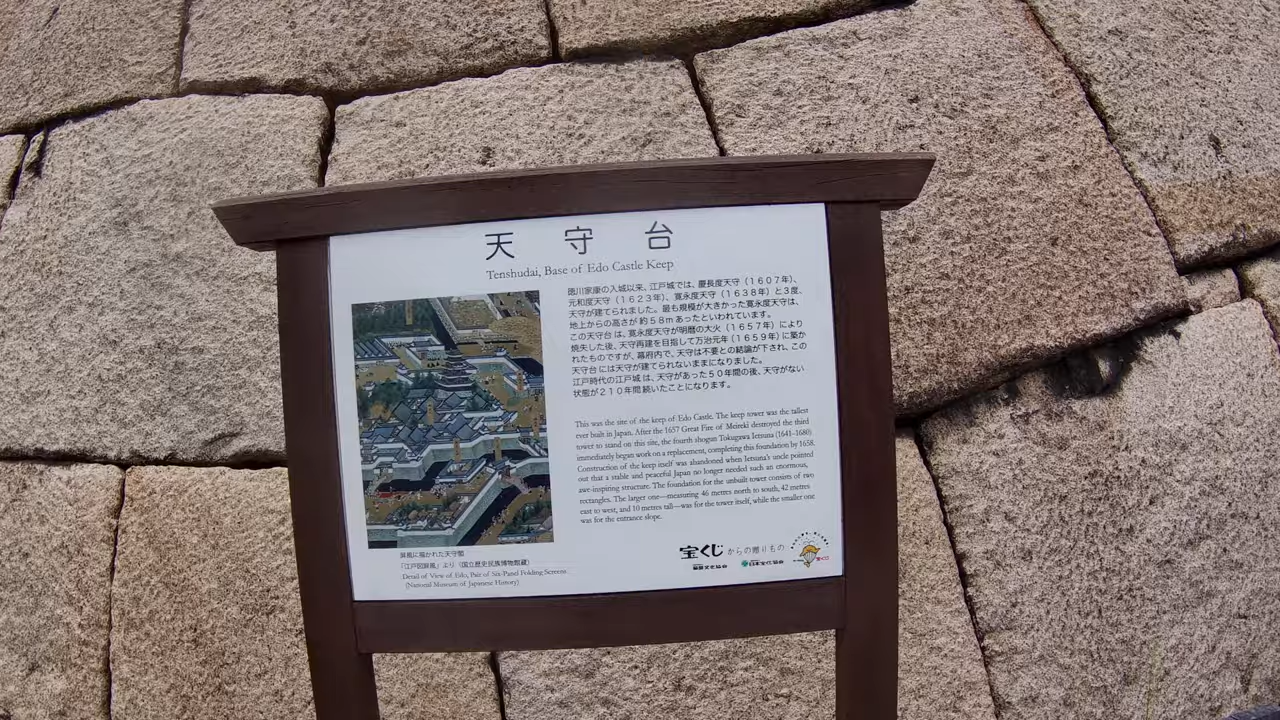 天守台
Tenshudai, Base of Edo Castle Keep
徳川家康の入城以来、江戸城では、慶長度天守（1607年）、
元和度天守（1623年）、寛永度天守（1638年）と3度、
天守が建てられました。最も規模が大きかった寛永度天守は、
地上からの高さが約58mあったといわれています。
この天守台は、寛永度天守が明暦の大火（1657年）により
焼失した後、天守再建を目指して万治元年（1659年）に築か
れたものですが、幕府内で、天守は不要との結論が下され、この
天守台には天守が建てられないままになりました。
江戸時代の江戸城は、天守があった50年間の後、天守がない
状態が210年間続いたことになります。
This was the site of the keep of Edo Castle. The keep tower was the tallest
ever built in Japan. After the 1657 Great Fire of Meireki destroyed the third
tower to stand on this site, the fourth shogun Tokugawa Ietsuna (1641–1680)
immediately began work on a replacement, completing this foundation by 1658.
Construction of the keep itself was abandoned when Ietsuna's uncle pointed
out that a stable and peaceful Japan no longer needed such an enormous,
awe-inspiring structure. The foundation for the unbuilt tower consists of two
rectangles. The larger one—measuring 46 metres north to south, 42 metres
east to west, and 10 metres tall—was for the tower itself, while the smaller one
was for the entrance slope.
屏風に描かれた天守閣
「江戸図屏風」より（国立歴史民族博物館蔵）
Detail of View of Edo, Pair of Six-Panel Folding Screens
(National Museum of Japanese History)
宝くじからの贈りもの
日本宝くじ協会
宝くじ